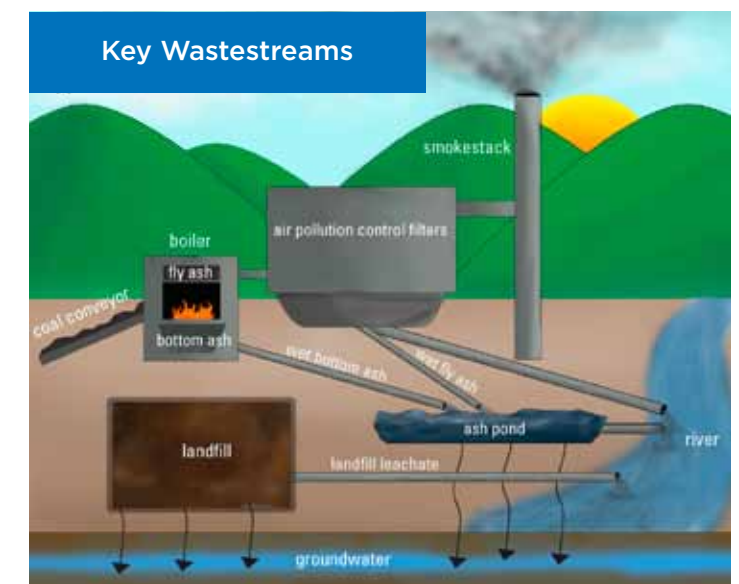 Key Wastestreams
smokestack
air pollution control filters
boiler
fly ash
coal conveyor
bottom ash
wet bottom ash
wet fly ash
ash pond
river
landfill
landfill leachate
groundwater